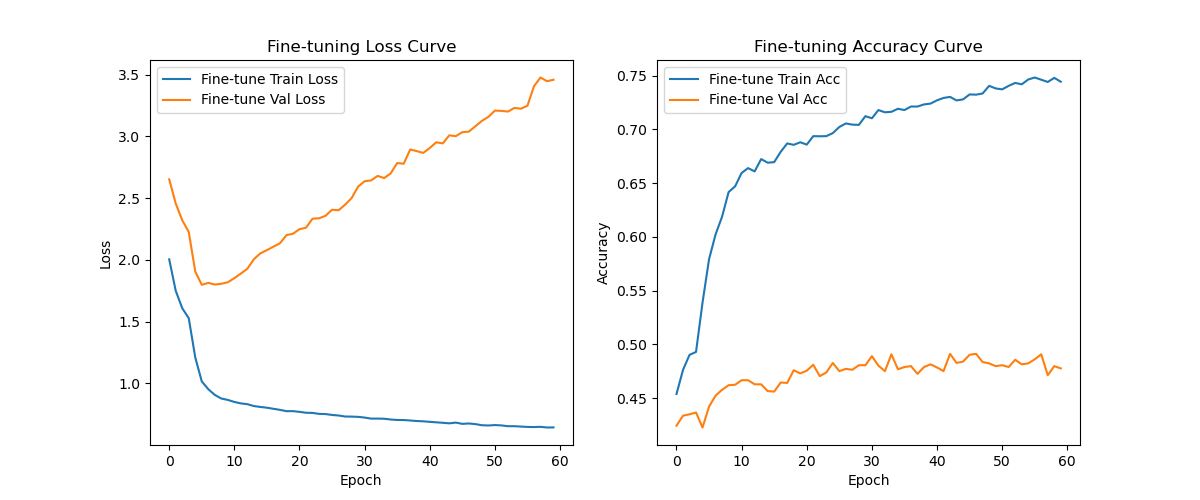 Fine-tuning Loss Curve
Fine-tune Train Loss
Fine-tune Val Loss
3.5
3.0
2.5
2.0
1.5
1.0
Loss
0 10 20 30 40 50 60
Epoch
Fine-tuning Accuracy Curve
Fine-tune Train Acc
Fine-tune Val Acc
0.75
0.70
0.65
0.60
0.55
0.50
0.45
Accuracy
0 10 20 30 40 50 60
Epoch